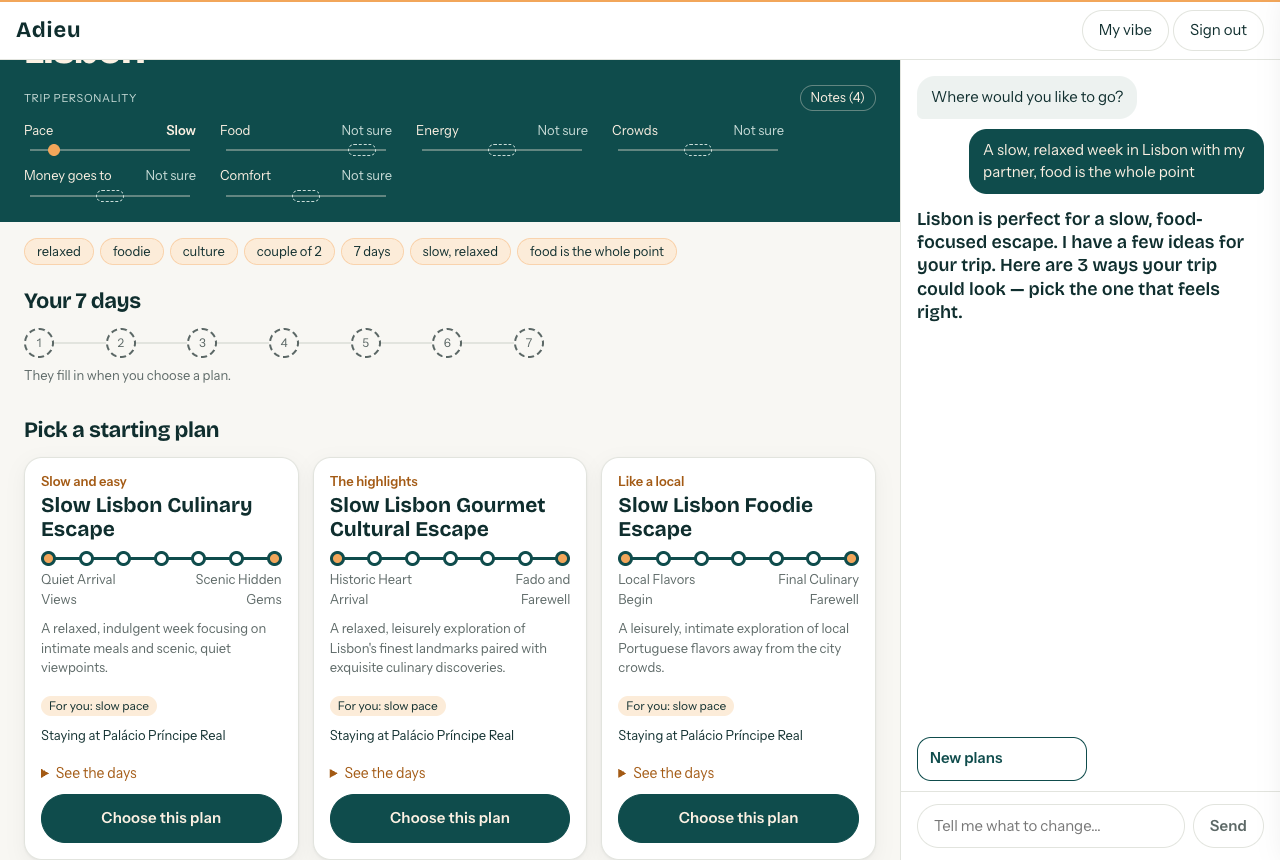 Adieu
My vibe
Sign out
Lisbon
TRIP PERSONALITY
Notes (4)
Pace Slow
Food Not sure
Energy Not sure
Crowds Not sure
Money goes to Not sure
Comfort Not sure
relaxed
foodie
culture
couple of 2
7 days
slow, relaxed
food is the whole point
Your 7 days
1 2 3 4 5 6 7
They fill in when you choose a plan.
Pick a starting plan
Slow and easy
Slow Lisbon Culinary
Escape
Quiet Arrival
Views
Scenic Hidden
Gems
A relaxed, indulgent week focusing on
intimate meals and scenic, quiet
viewpoints.
For you: slow pace
Staying at Palácio Príncipe Real
See the days
Choose this plan
The highlights
Slow Lisbon Gourmet
Cultural Escape
Historic Heart
Arrival
Fado and
Farewell
A relaxed, leisurely exploration of
Lisbon's finest landmarks paired with
exquisite culinary discoveries.
For you: slow pace
Staying at Palácio Príncipe Real
See the days
Choose this plan
Like a local
Slow Lisbon Foodie
Escape
Local Flavors
Begin
Final Culinary
Farewell
A leisurely, intimate exploration of local
Portuguese flavors away from the city
crowds.
For you: slow pace
Staying at Palácio Príncipe Real
See the days
Choose this plan
Where would you like to go?
A slow, relaxed week in Lisbon with my
partner, food is the whole point
Lisbon is perfect for a slow, food-
focused escape. I have a few ideas for
your trip. Here are 3 ways your trip
could look — pick the one that feels
right.
New plans
Tell me what to change...
Send